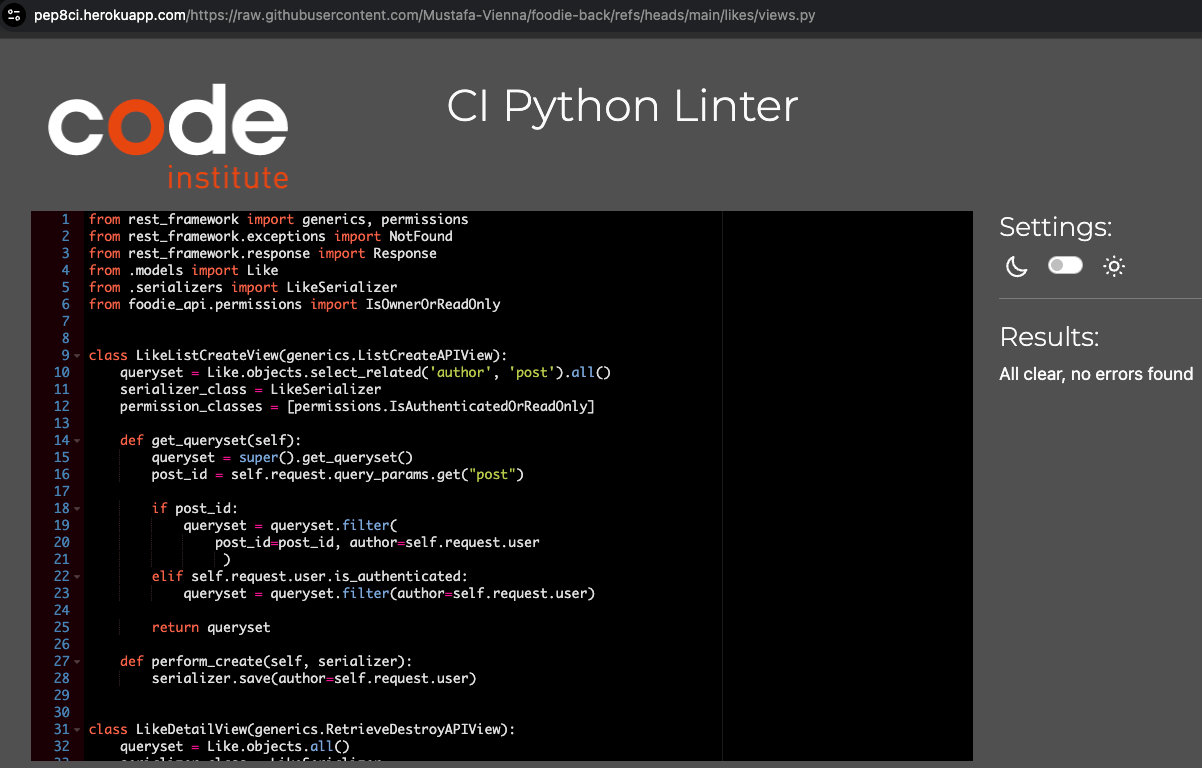 pep8ci.herokuapp.com/https://raw.githubusercontent.com/Mustafa-Vienna/foodie-back/refs/heads/main/likes/views.py
code
institute
CI Python Linter
1 from rest_framework import generics, permissions
2 from rest_framework.exceptions import NotFound
3 from rest_framework.response import Response
4 from .models import Like
5 from .serializers import LikeSerializer
6 from foodie_api.permissions import IsOwnerOrReadOnly
7
8
9 class LikeListCreateView(generics.ListCreateAPIView):
10     queryset = Like.objects.select_related('author', 'post').all()
11     serializer_class = LikeSerializer
12     permission_classes = [permissions.IsAuthenticatedOrReadOnly]
13
14     def get_queryset(self):
15         queryset = super().get_queryset()
16         post_id = self.request.query_params.get("post")
17
18         if post_id:
19             queryset = queryset.filter(
20                 post_id=post_id, author=self.request.user
21                  )
22         elif self.request.user.is_authenticated:
23             queryset = queryset.filter(author=self.request.user)
24
25         return queryset
26
27     def perform_create(self, serializer):
28         serializer.save(author=self.request.user)
29
30
31 class LikeDetailView(generics.RetrieveDestroyAPIView):
32     queryset = Like.objects.all()
33     serializer_class = LikeSerializer
Settings:
Results:
All clear, no errors found